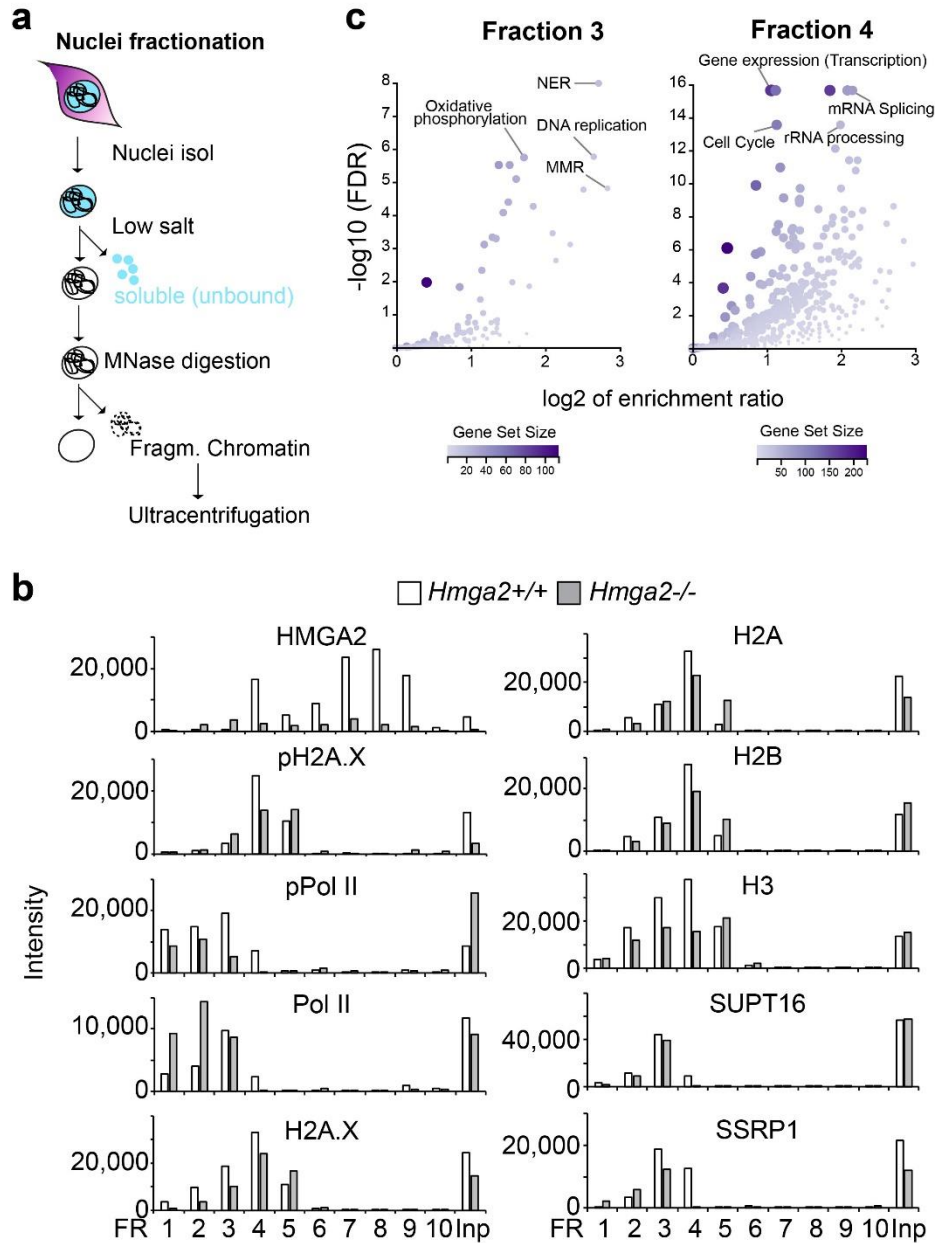 a
Nuclei fractionation
Nuclei isol
Low salt
soluble (unbound)
MNase digestion
Fragm. Chromatin
Ultracentrifugation
c
Fraction 3
Fraction 4
-log10 (FDR)
8
7
6
5
4
3
2
1
0
1
2
3
NER
Oxidative
phosphorylation
DNA replication
MMR
16
14
12
10
8
6
4
2
0
1
2
3
Gene expression (Transcription)
mRNA Splicing
Cell Cycle
rRNA processing
log2 of enrichment ratio
Gene Set Size
20 40 60 80 100
Gene Set Size
50 100 150 200
b
Hmga2+/+ Hmga2-/-
Intensity
HMGA2
20,000
0
pH2A.X
20,000
0
pPol II
20,000
0
Pol II
10,000
0
H2A.X
20,000
0
FR 1 2 3 4 5 6 7 8 9 10 Inp
H2A
20,000
0
H2B
20,000
0
H3
20,000
0
SUPT16
40,000
0
SSRP1
20,000
0
1 2 3 4 5 6 7 8 9 10 Inp